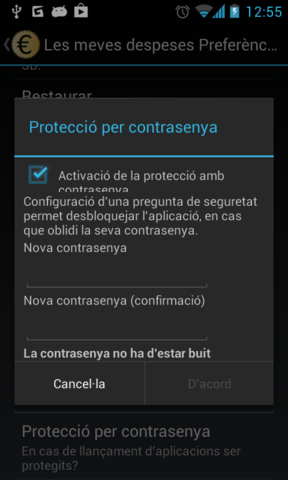 12:55
Les meves despeses Preferènc...
SD.
Restaurar
Protecció per contrasenya
Activació de la protecció amb
contrasenya
Configuració d'una pregunta de seguretat
permet desbloquejar l'aplicació, en cas
que oblidi la seva contrasenya.
Nova contrasenya
Nova contrasenya (confirmació)
La contrasenya no ha d'estar buit
Cancel·la
D'acord
Protecció per contrasenya
En cas de llançament d'aplicacions ser
protegits?